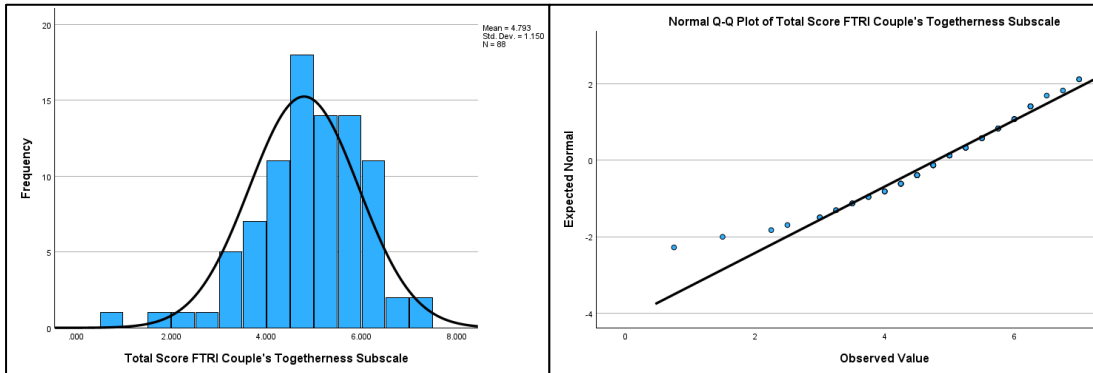 Mean = 4.793
Std. Dev. = 1.150
N = 88
20
15
10
5
0
Frequency
.000 2.000 4.000 6.000 8.000
Total Score FTRI Couple's Togetherness Subscale
Normal Q-Q Plot of Total Score FTRI Couple's Togetherness Subscale
2
0
-2
-4
Expected Normal
0 2 4 6
Observed Value